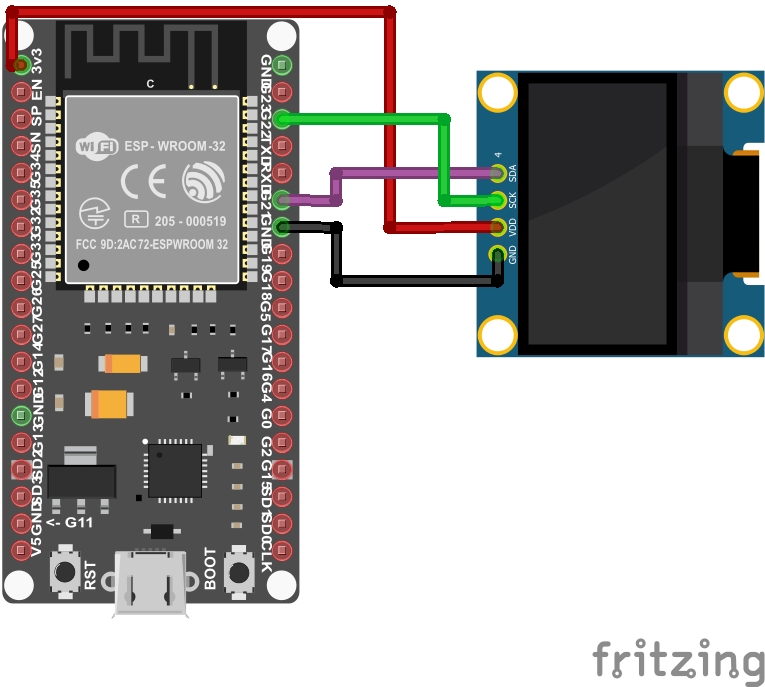 3v3
EN
SP
SN
G34
G35
G32
G33
G25
G26
G27
G14
G12
GND
G13
SD2
SD3
GND
V5
GND
G23
G22
TXD
RXD
G21
GND
G19
G18
G5
G17
G16
G4
G0
G2
G15
SD1
SD0
CLK
C
WiFi
ESP - WROOM-32
CE
R
205 - 000519
FCC 9D:2AC72-ESPWROOM 32
<- G11
RST
BOOT
4
SDA
SCK
VDD
GND
fritzing